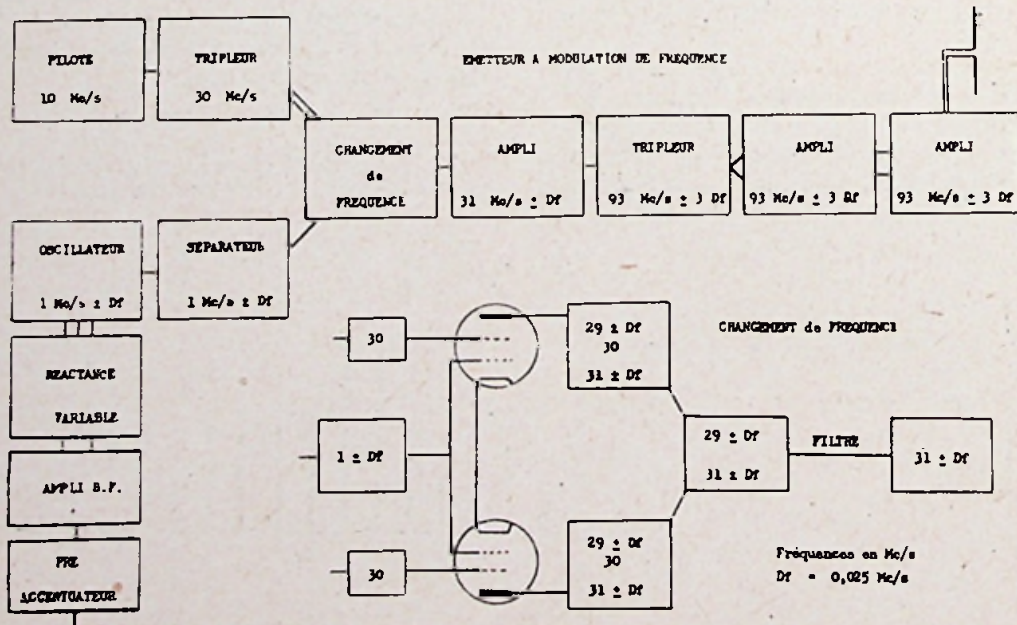 EMETTEUR A MODULATION DE FREQUENCE
PILOTE
10 Mc/s
TRIPLEUR
30 Mc/s
CHANGEMENT
de
FREQUENCE
AMPLI
31 Mc/s ± Df
TRIPLEUR
93 Mc/s ± 3 Df
AMPLI
93 Mc/s ± 3 Df
AMPLI
93 Mc/s ± 3 Df
OSCILLATEUR
1 Mc/s ± Df
SEPARATEUR
1 Mc/s ± Df
REACTANCE
VARIABLE
AMPLI B.F.
PRE
ACCENTUATEUR
CHANGEMENT de FREQUENCE
30
1 ± Df
30
29 ± Df
30
31 ± Df
29 ± Df
30
31 ± Df
29 ± Df
31 ± Df
FILTRE
31 ± Df
Fréquences en Mc/s
Df = 0,025 Mc/s